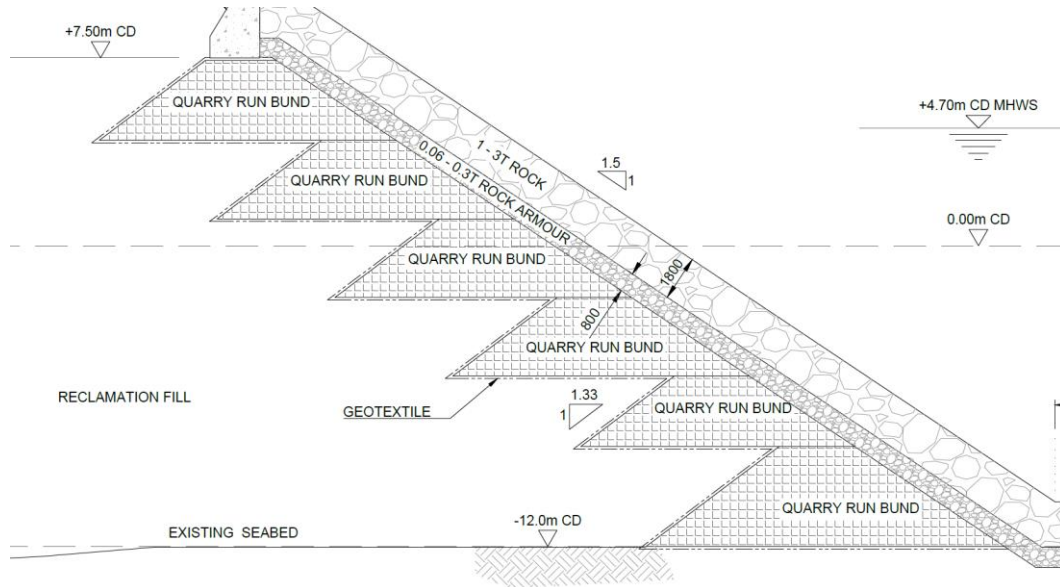 +7.50m CD
QUARRY RUN BUND
+4.70m CD MHWS
1 - 3T ROCK
0.06 - 0.3T ROCK ARMOUR
1.5
1
QUARRY RUN BUND
0.00m CD
QUARRY RUN BUND
1800
800
QUARRY RUN BUND
RECLAMATION FILL
GEOTEXTILE
1.33
1
QUARRY RUN BUND
QUARRY RUN BUND
EXISTING SEABED
-12.0m CD